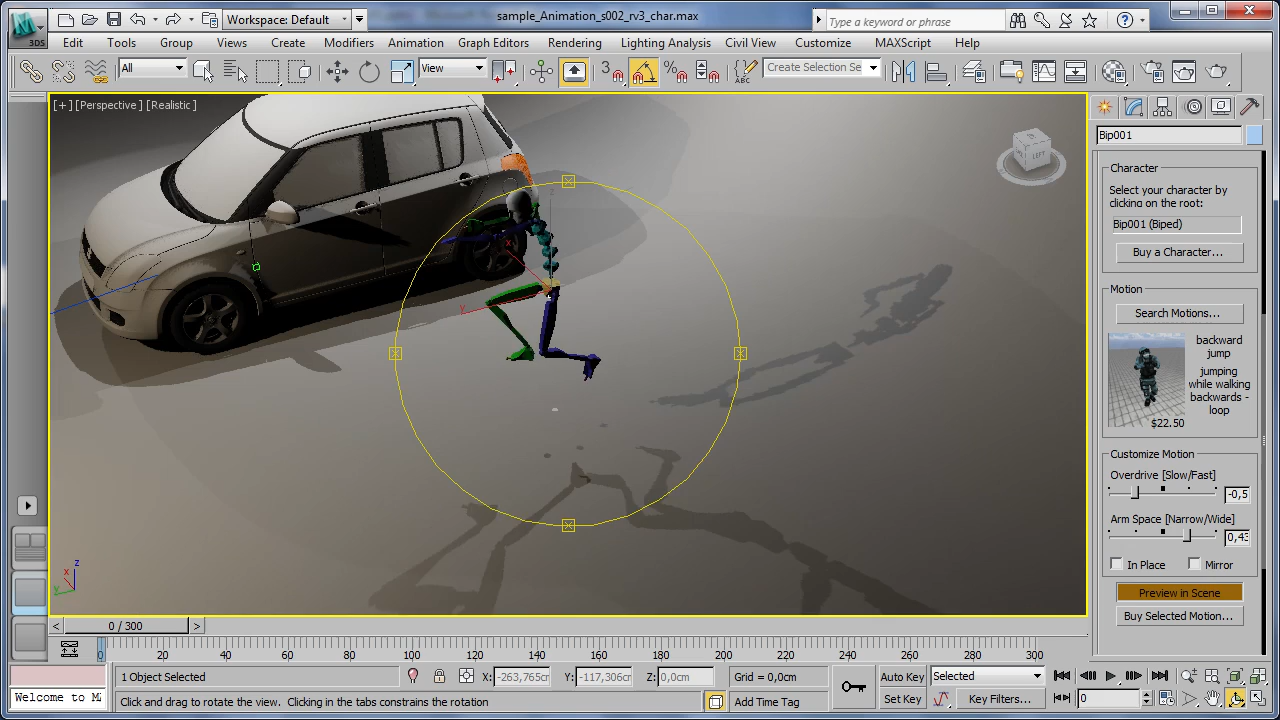 Workspace: Default
sample_Animation_s002_rv3_char.max
Type a keyword or phrase
3DS
Edit Tools Group Views Create Modifiers Animation Graph Editors Rendering Lighting Analysis Civil View Customize MAXScript Help
All
View
3
%
ABC
Create Selection Se
[+] [Perspective] [Realistic]
LEFT
Bip001
Character
Select your character by
clicking on the root:
Bip001 (Biped)
Buy a Character...
Motion
Search Motions...
backward
jump
jumping
while walking
backwards -
loop
$22.50
Customize Motion
Overdrive [Slow/Fast]
-0,5
Arm Space [Narrow/Wide]
In Place
Mirror
Preview in Scene
Buy Selected Motion...
z
x
y
z
x
y
< 0 / 300 >
0 20 40 60 80 100 120 140 160 180 200 220 240 260 280 300
1 Object Selected
X: -263,765cm
Y: -117,306cm
Z: 0,0cm
Grid = 0,0cm
Auto Key
Selected
Welcome to M
Click and drag to rotate the view. Clicking in the tabs constrains the rotation
Add Time Tag
Set Key
Key Filters...
0